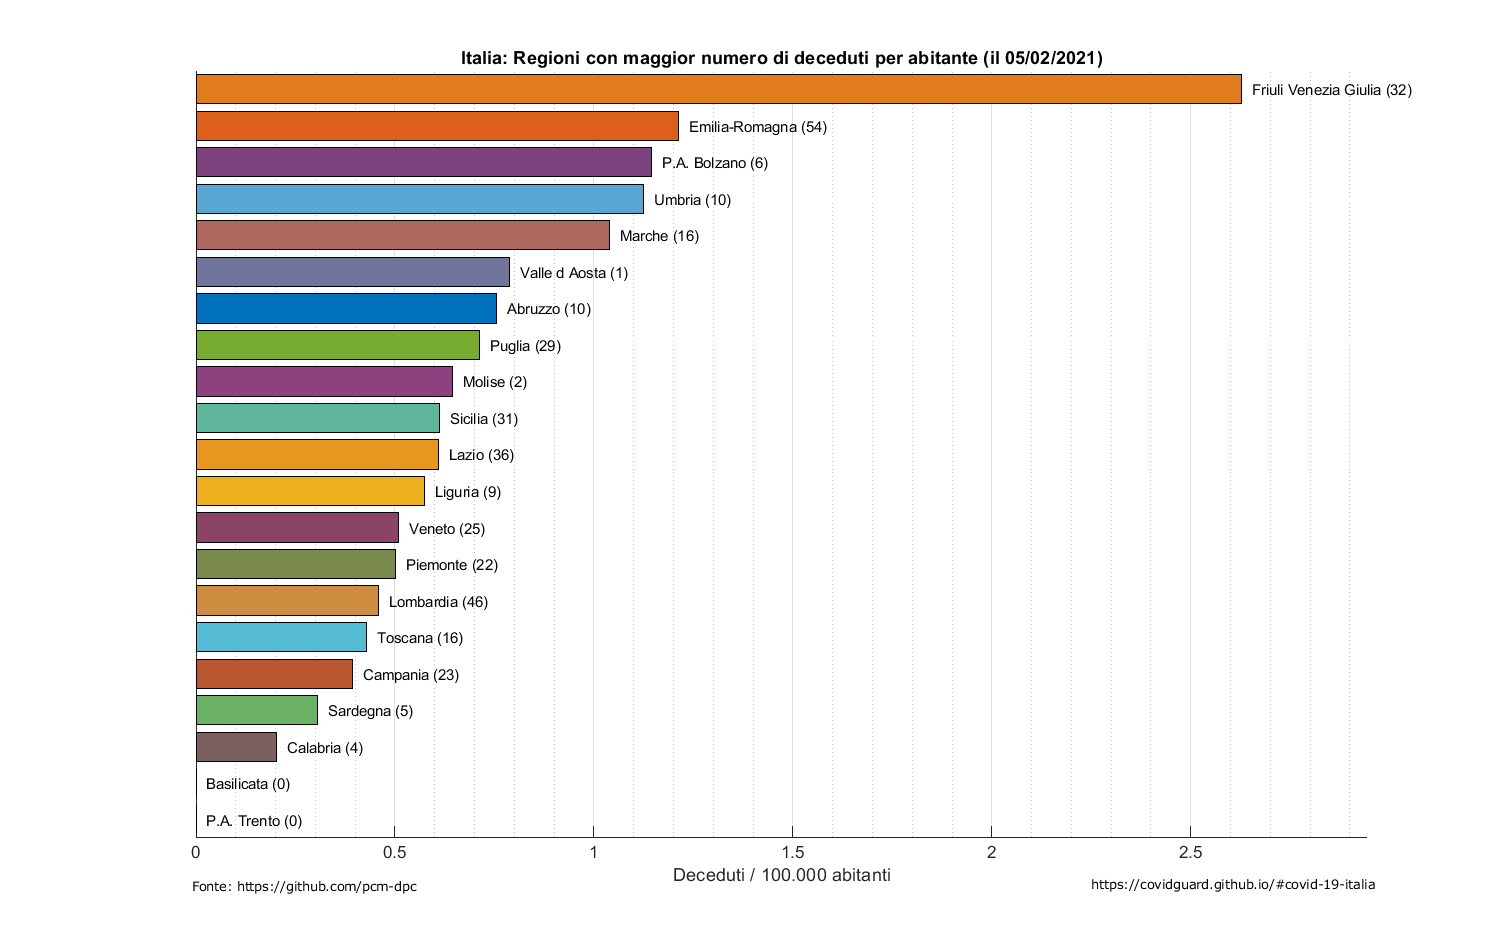 Italia: Regioni con maggior numero di deceduti per abitante (il 05/02/2021)
Friuli Venezia Giulia (32)
Emilia-Romagna (54)
P.A. Bolzano (6)
Umbria (10)
Marche (16)
Valle d Aosta (1)
Abruzzo (10)
Puglia (29)
Molise (2)
Sicilia (31)
Lazio (36)
Liguria (9)
Veneto (25)
Piemonte (22)
Lombardia (46)
Toscana (16)
Campania (23)
Sardegna (5)
Calabria (4)
Basilicata (0)
P.A. Trento (0)
0 0.5 1 1.5 2 2.5
Deceduti / 100.000 abitanti
Fonte: https://github.com/pcm-dpc
https://covidguard.github.io/#covid-19-italia